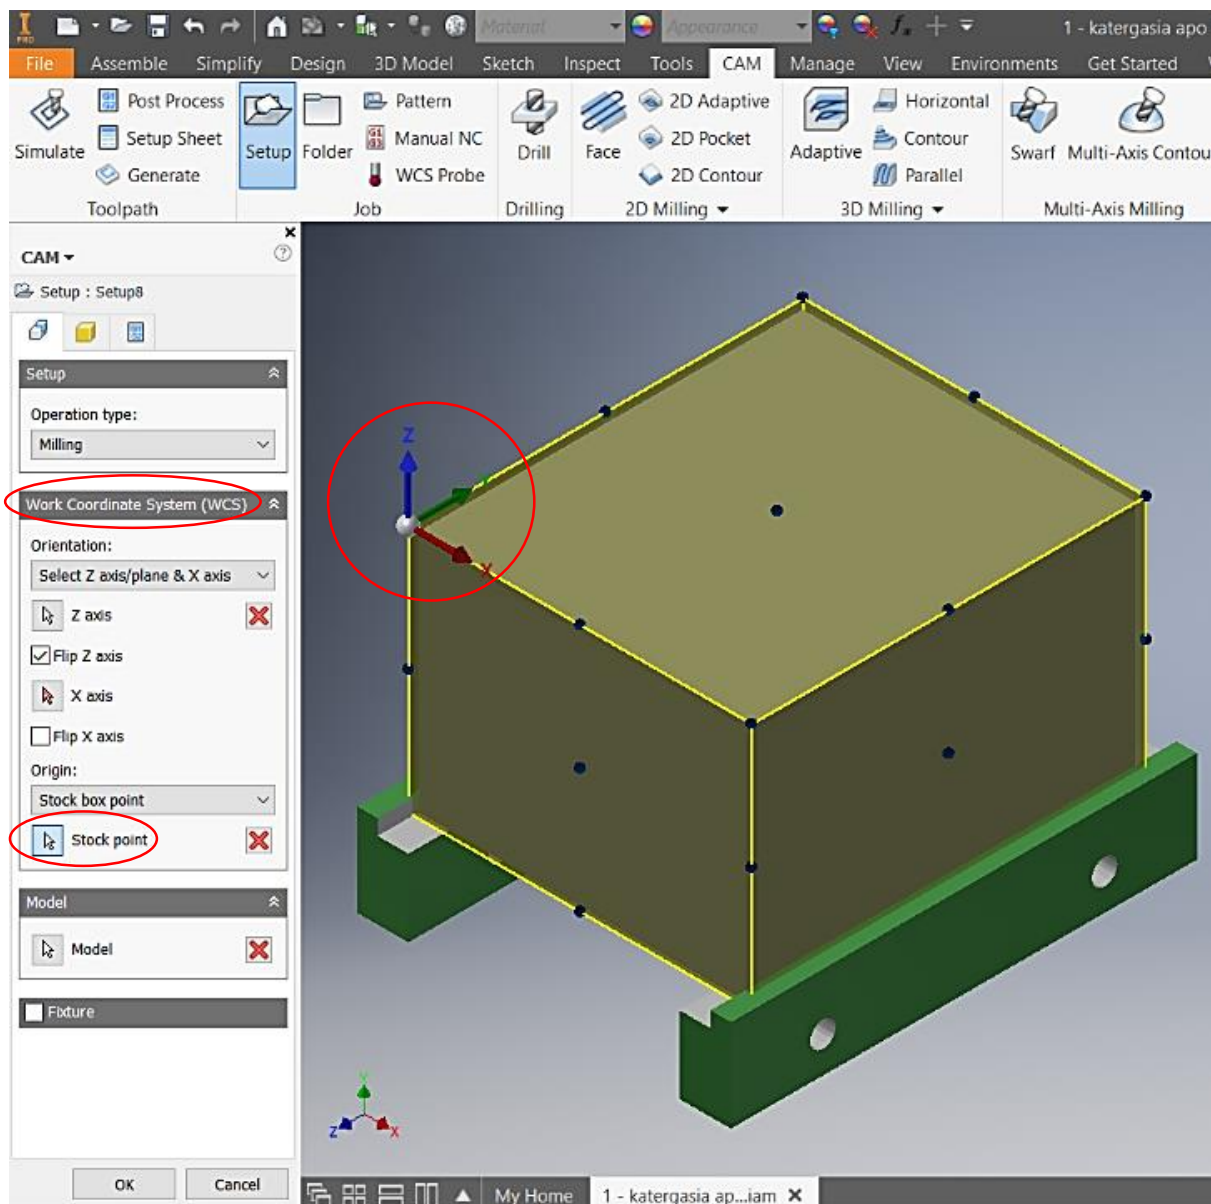 PRO
Material
Appearance
1 - katergasia apo
File Assemble Simplify Design 3D Model Sketch Inspect Tools CAM Manage View Environments Get Started
Simulate
Post Process
Setup Sheet
Generate
Toolpath
Setup
Folder
Pattern
Manual NC
WCS Probe
Job
Drill
Drilling
Face
2D Adaptive
2D Pocket
2D Contour
2D Milling
Adaptive
Horizontal
Contour
Parallel
3D Milling
Swarf
Multi-Axis Contou
Multi-Axis Milling
CAM
Setup : Setup8
Setup
Operation type:
Milling
Work Coordinate System (WCS)
Orientation:
Select Z axis/plane & X axis
Z axis
Flip Z axis
X axis
Flip X axis
Origin:
Stock box point
Stock point
Model
Model
Fixture
OK Cancel
Z
X
Y
Z
X
My Home
1 - katergasia ap...iam